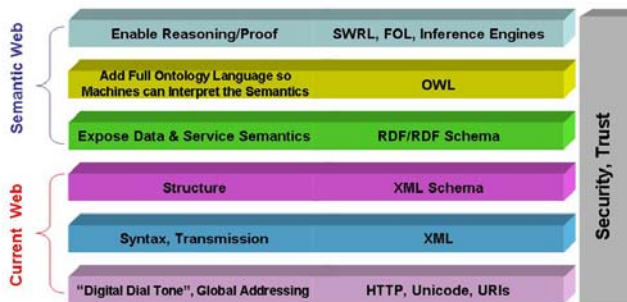 Semantic Web
Enable Reasoning/Proof
SWRL, FOL, Inference Engines
Add Full Ontology Language so
Machines can Interpret the Semantics
OWL
Expose Data & Service Semantics
RDF/RDF Schema
Current Web
Structure
XML Schema
Syntax, Transmission
XML
"Digital Dial Tone", Global Addressing
HTTP, Unicode, URIs
Security, Trust